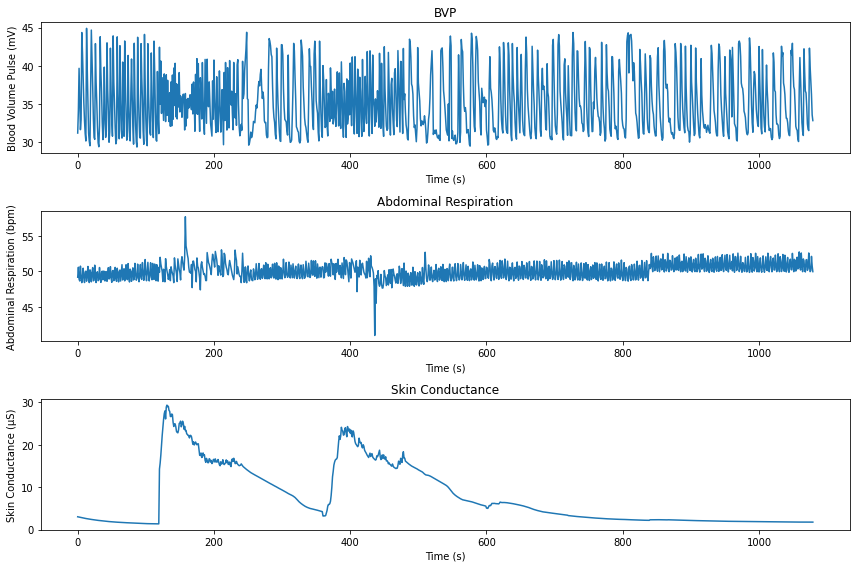 BVP
Blood Volume Pulse (mV)
45
40
35
30
0 200 400 600 800 1000
Time (s)
Abdominal Respiration
Abdominal Respiration (bpm)
55
50
45
0 200 400 600 800 1000
Time (s)
Skin Conductance
Skin Conductance (μS)
30
20
10
0
0 200 400 600 800 1000
Time (s)